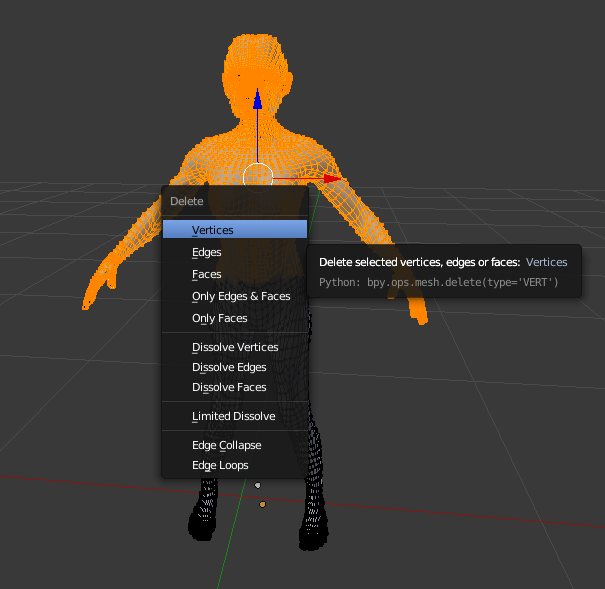 Delete
Vertices
Edges
Faces
Only Edges & Faces
Only Faces
Dissolve Vertices
Dissolve Edges
Dissolve Faces
Limited Dissolve
Edge Collapse
Edge Loops
Delete selected vertices, edges or faces: Vertices
Python: bpy.ops.mesh.delete(type='VERT')